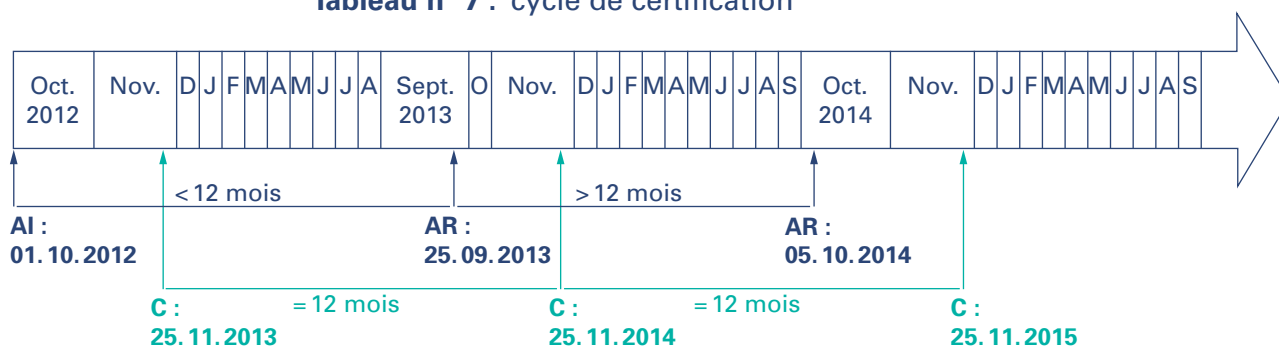 Tableau n° 7 : cycle de certification
Oct. 2012 Nov. D J F M A M J J A Sept. 2013 O Nov. D J F M A M J J A S Oct. 2014 Nov. D J F M A M J J A S
< 12 mois > 12 mois
AI : 01.10.2012
AR : 25.09.2013
AR : 05.10.2014
= 12 mois = 12 mois
C : 25.11.2013
C : 25.11.2014
C : 25.11.2015